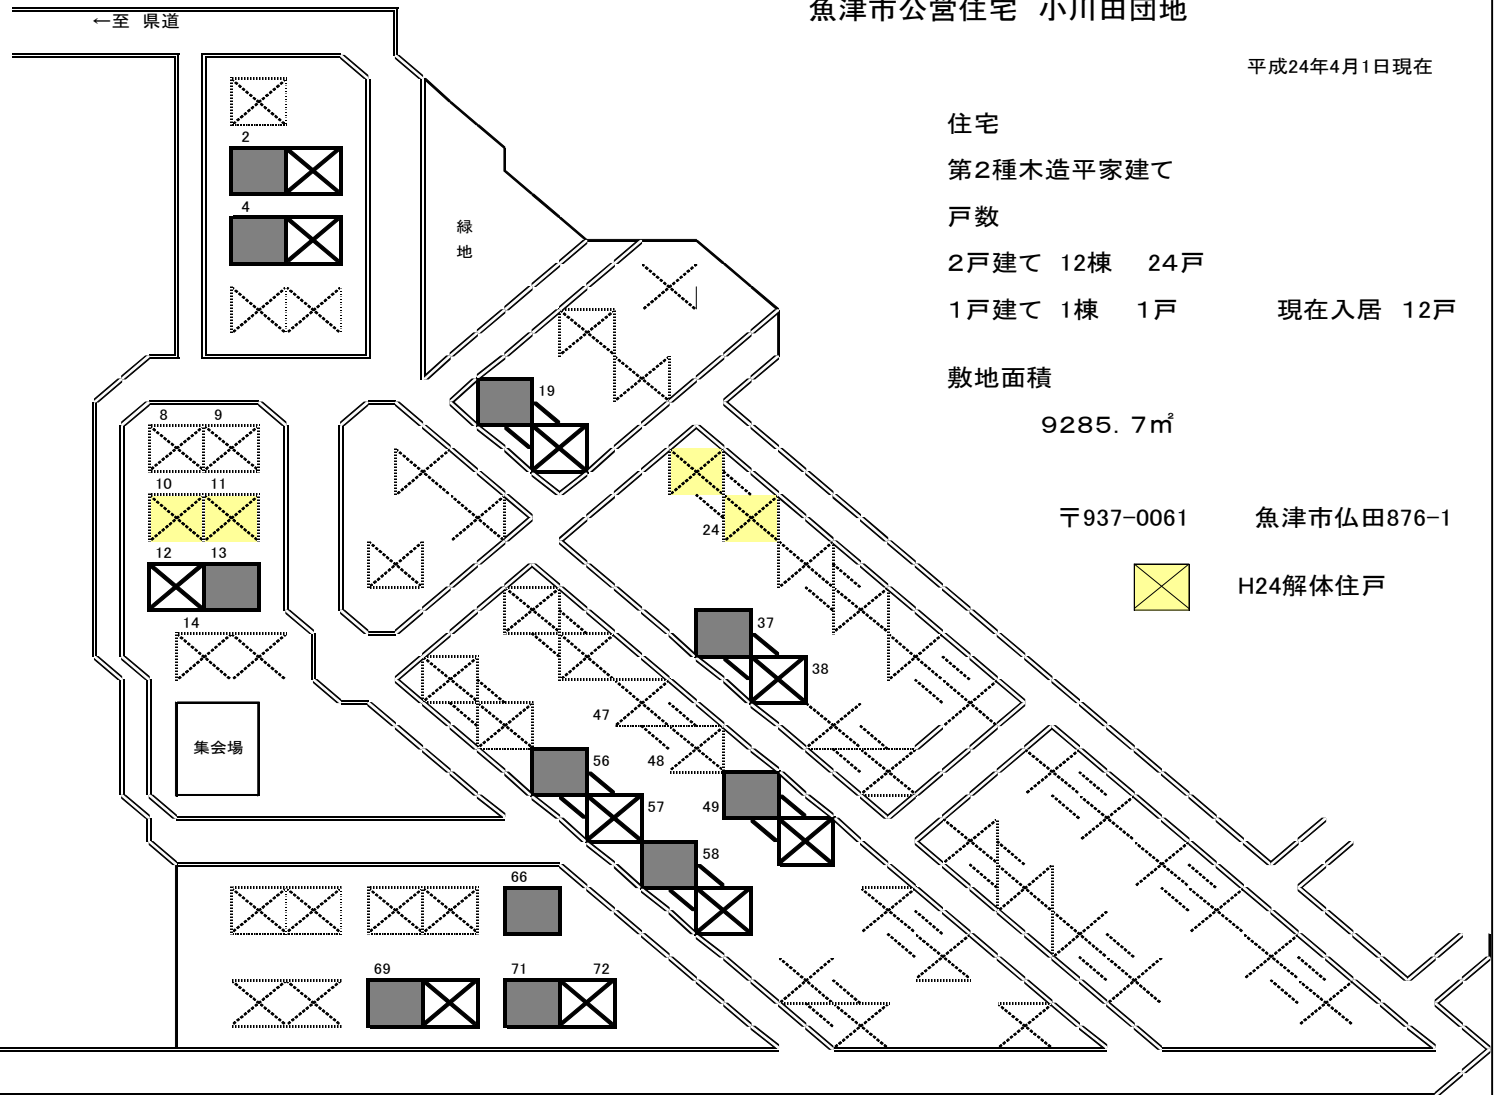 魚津市公営住宅 小川田団地
←至 県道
平成24年4月1日現在
住宅
第2種木造平家建て
戸数
2戸建て 12棟 24戸
1戸建て 1棟 1戸 現在入居 12戸
敷地面積
9285. 7㎡
〒937-0061 魚津市仏田876-1
H24解体住戸
2
4
緑
地
19
8 9
10 11
24
12 13
14
37
38
47
48
集会場
56
57
49
58
66
69 71 72